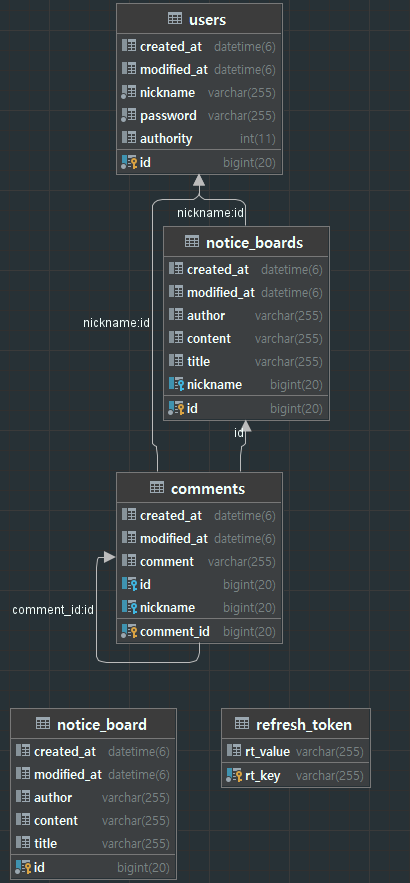 users
created_at datetime(6)
modified_at datetime(6)
nickname varchar(255)
password varchar(255)
authority int(11)
id bigint(20)
nickname:id
notice_boards
created_at datetime(6)
modified_at datetime(6)
author varchar(255)
content varchar(255)
title varchar(255)
nickname bigint(20)
id bigint(20)
nickname:id
id
comments
created_at datetime(6)
modified_at datetime(6)
comment varchar(255)
id bigint(20)
nickname bigint(20)
comment_id bigint(20)
comment_id:id
notice_board
created_at datetime(6)
modified_at datetime(6)
author varchar(255)
content varchar(255)
title varchar(255)
id bigint(20)
refresh_token
rt_value varchar(255)
rt_key varchar(255)